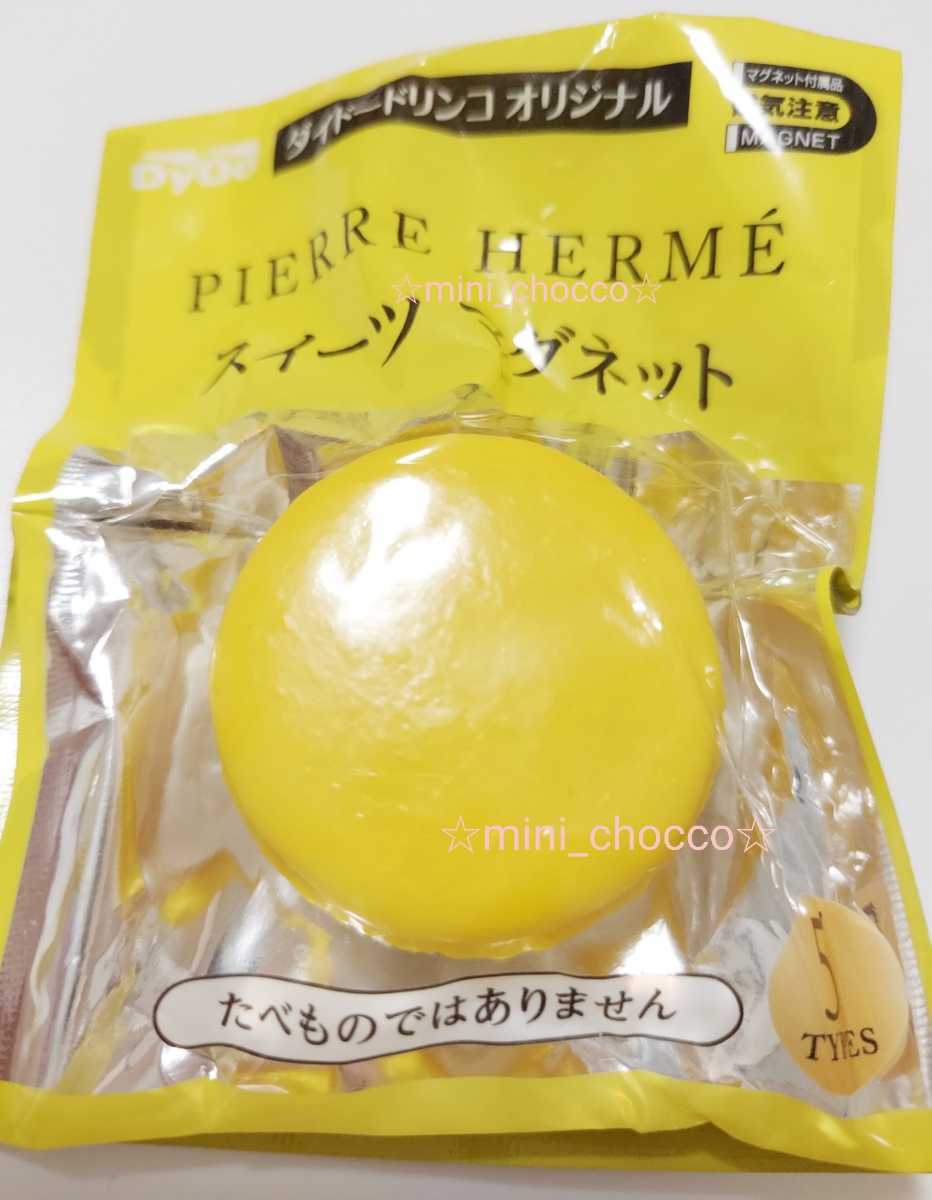 ダイドードリンコ オリジナル
マグネット付属品
気注意
MAGNET
PIERRE HERMÉ
☆mini_chocco☆
スイーツ グネット
☆mini_chocco☆
たべものではありません
5
TYPES